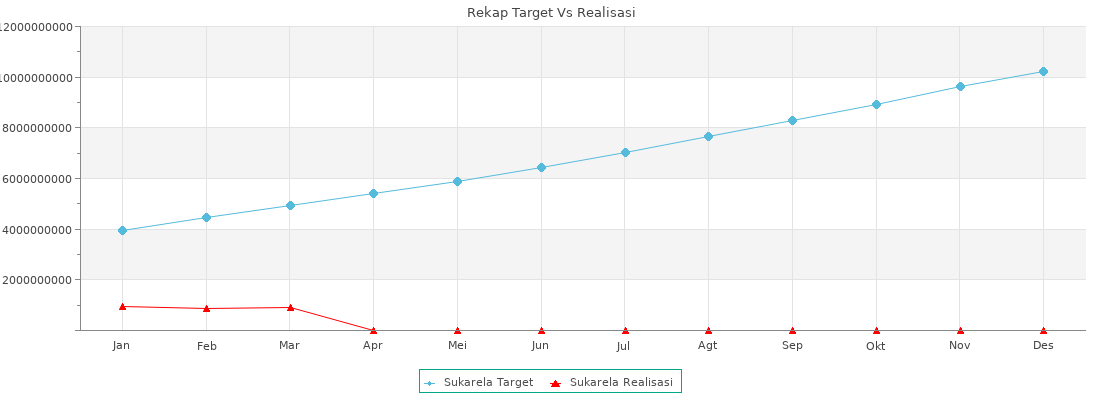 Rekap Target Vs Realisasi
12000000000
10000000000
8000000000
6000000000
4000000000
2000000000
Jan Feb Mar Apr Mei Jun Jul Agt Sep Okt Nov Des
Sukarela Target Sukarela Realisasi